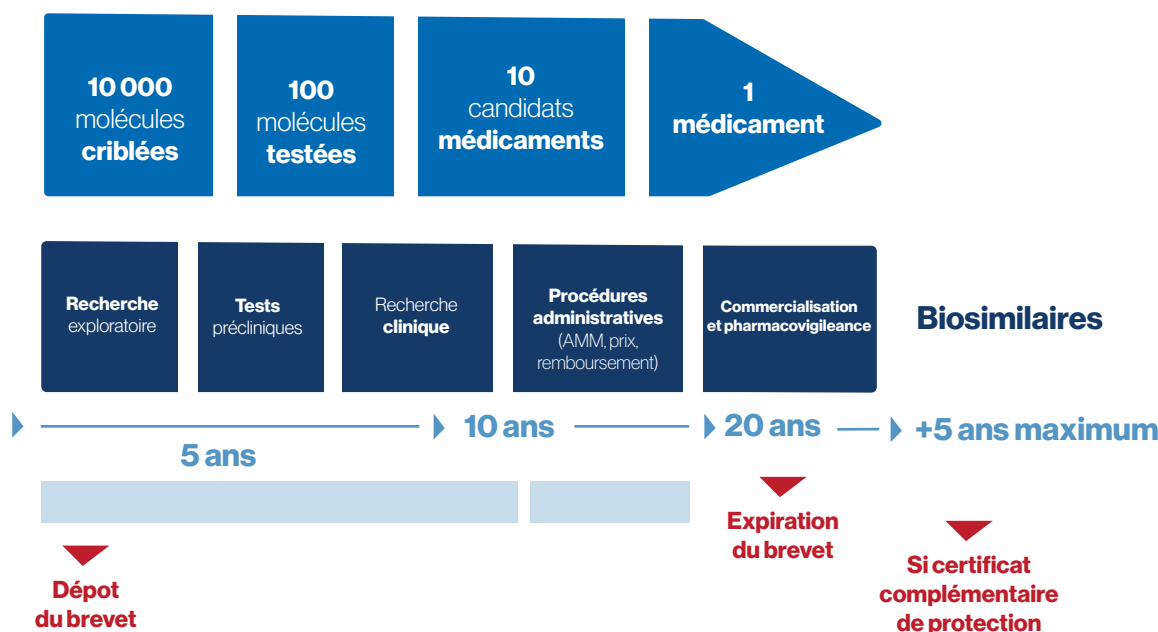 10 000
molécules
criblées
100
molécules
testées
10
candidats
médicaments
1
médicament
Recherche
exploratoire
Tests
précliniques
Recherche
clinique
Procédures
administratives
(AMM, prix,
remboursement)
Commercialisation
et pharmacovigileance
Biosimilaires
5 ans
10 ans
20 ans
+5 ans maximum
Dépot
du brevet
Expiration
du brevet
Si certificat
complémentaire
de protection